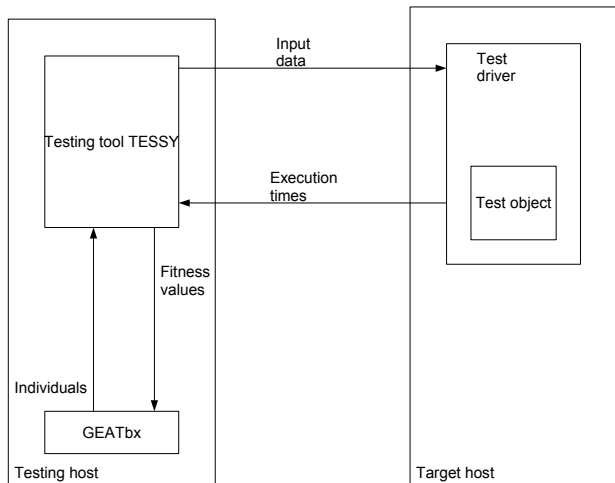 Input
data
Test
driver
Testing tool TESSY
Execution
times
Test object
Fitness
values
Individuals
GEATbx
Testing host
Target host